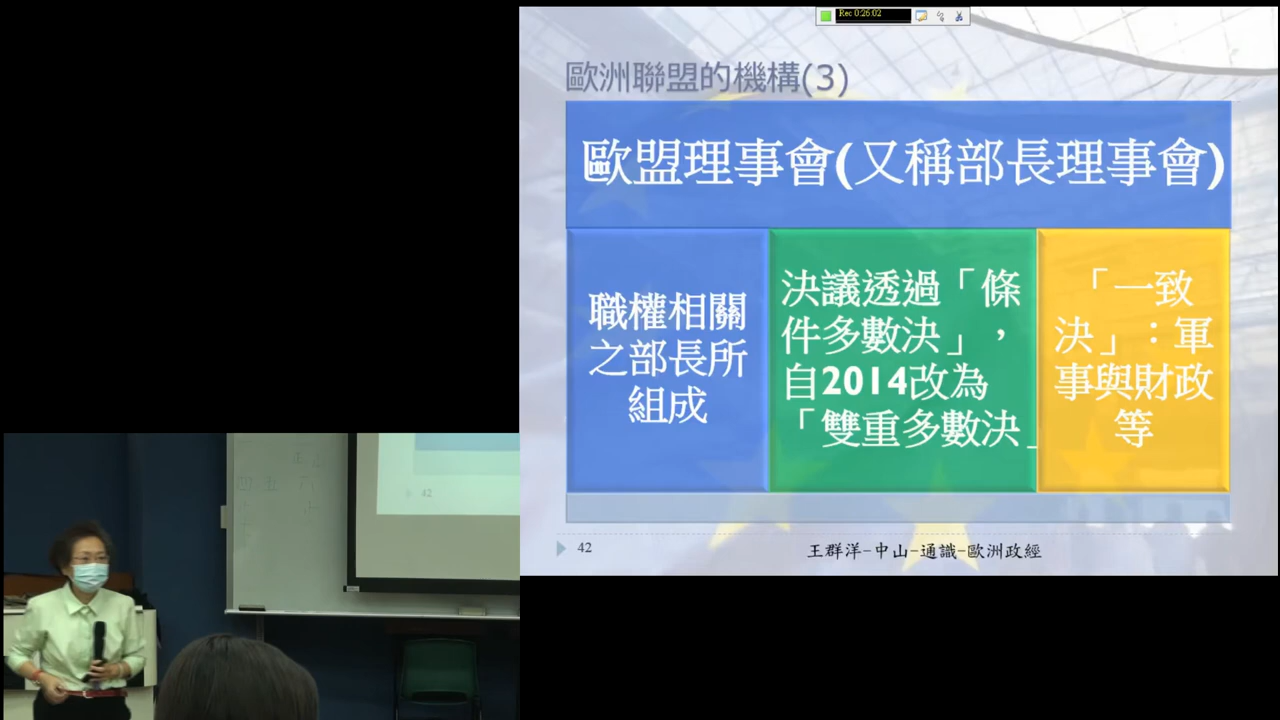 Rec 0:26:02
歐洲聯盟的機構(3)
歐盟理事會(又稱部長理事會)
職權相關
之部長所
組成
決議透過「條
件多數決」，
自2014改為
「雙重多數決」
「一致
決」：軍
事與財政
等
42
王群洋-中山-通識-歐洲政經
42